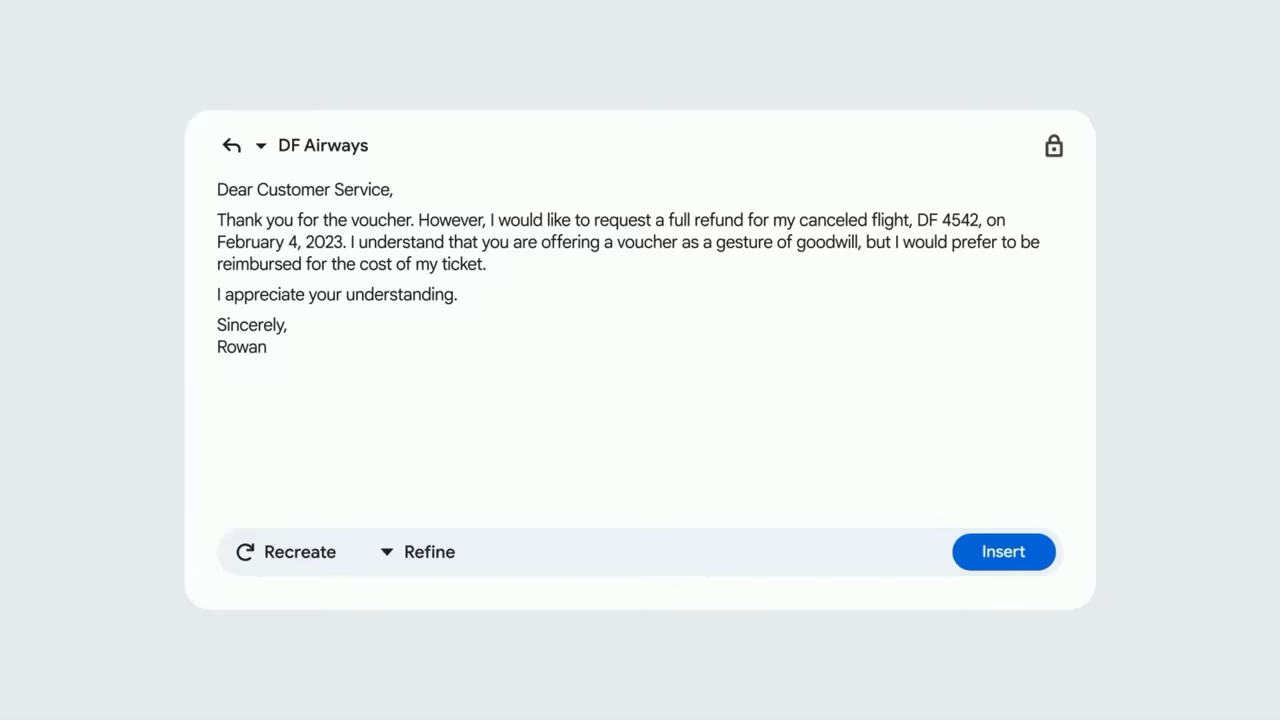 DF Airways
Dear Customer Service,
Thank you for the voucher. However, I would like to request a full refund for my canceled flight, DF 4542, on
February 4, 2023. I understand that you are offering a voucher as a gesture of goodwill, but I would prefer to be
reimbursed for the cost of my ticket.
I appreciate your understanding.
Sincerely,
Rowan
Recreate
Refine
Insert